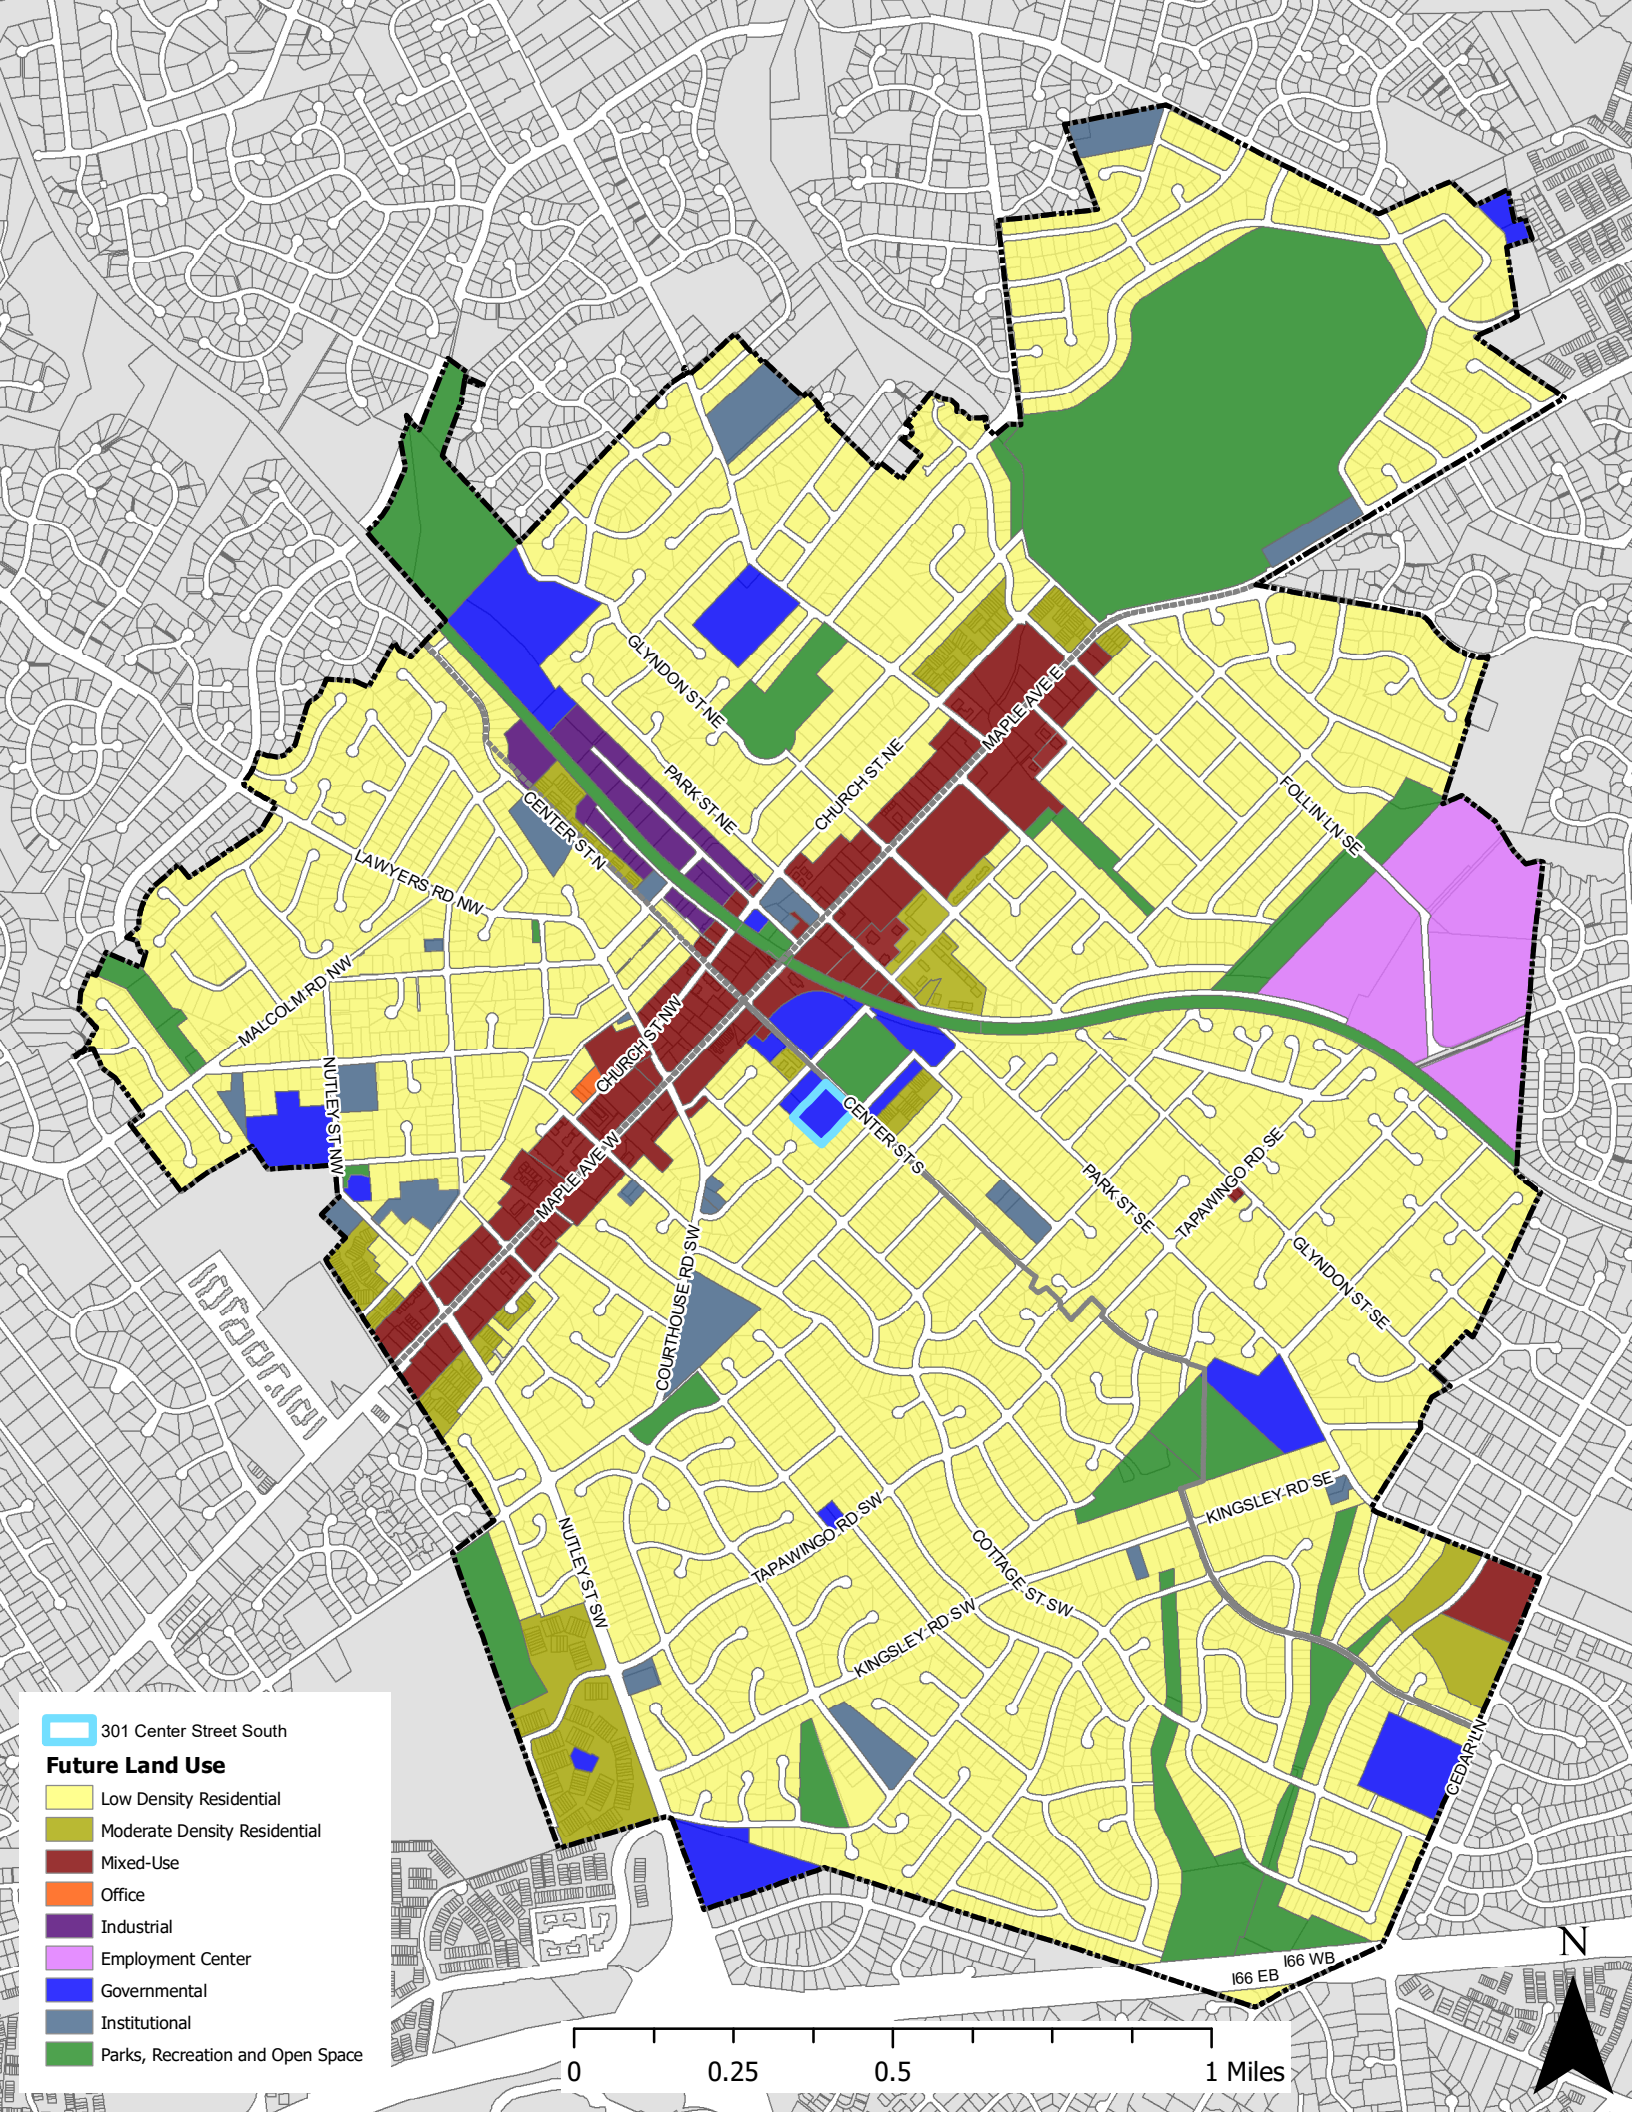 GLYNDON ST NE
MAPLE AVE E
CHURCH ST NE
PARK ST NE
FOLLIN LN SE
CENTER ST N
LAWYERS RD NW
MALCOLM RD NW
CHURCH ST NW
NUTLEY ST NW
CENTER ST S
MAPLE AVE W
PARK ST SE
TAPAWINGO RD SE
GLYNDON ST SE
COURTHOUSE RD SW
KINGSLEY RD SE
NUTLEY ST SW
TAPAWINGO RD SW
COTTAGE ST SW
KINGSLEY RD SW
CEDAR LN
I66 WB
I66 EB
301 Center Street South
Future Land Use
Low Density Residential
Moderate Density Residential
Mixed-Use
Office
Industrial
Employment Center
Governmental
Institutional
Parks, Recreation and Open Space
N
0 0.25 0.5 1 Miles